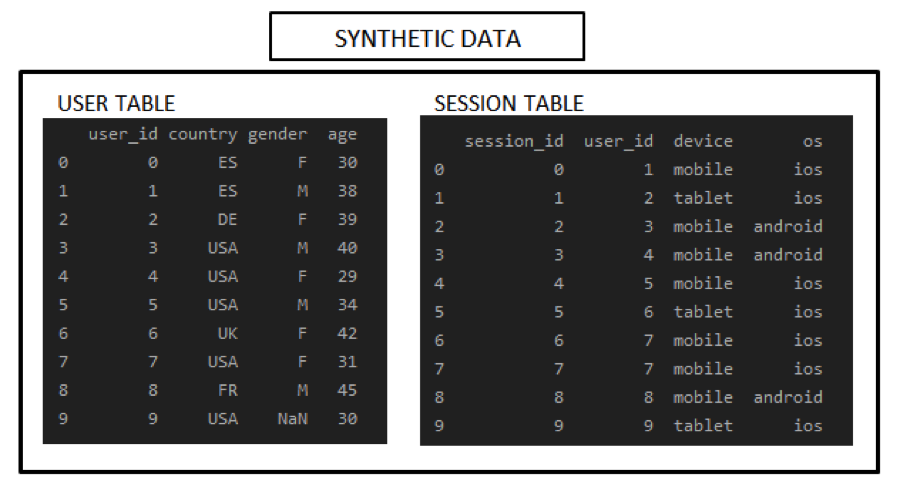 SYNTHETIC DATA
USER TABLE
user_id country gender age
0 0 ES F 30
1 1 ES M 38
2 2 DE F 39
3 3 USA M 40
4 4 USA F 29
5 5 USA M 34
6 6 UK F 42
7 7 USA F 31
8 8 FR M 45
9 9 USA NaN 30
SESSION TABLE
session_id user_id device os
0 0 1 mobile ios
1 1 2 tablet ios
2 2 3 mobile android
3 3 4 mobile android
4 4 5 mobile ios
5 5 6 tablet ios
6 6 7 mobile ios
7 7 7 mobile ios
8 8 8 mobile android
9 9 9 tablet ios